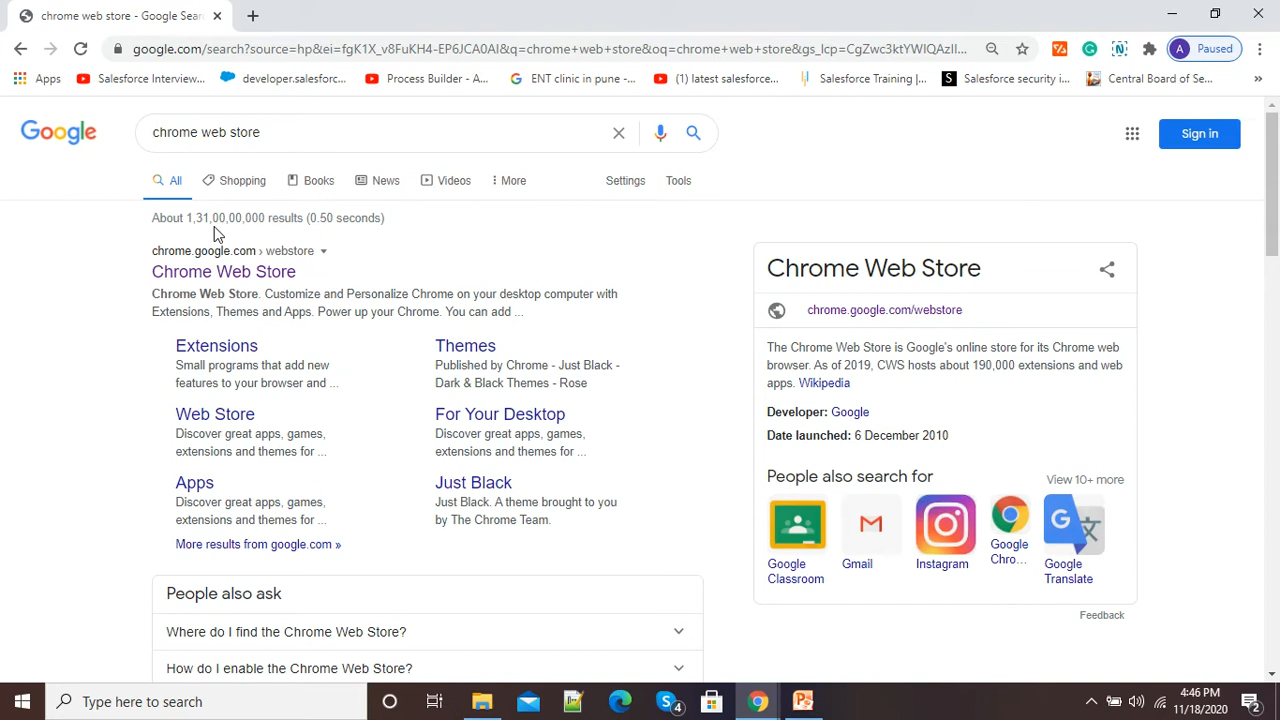 chrome web store - Google Sear
google.com/search?source=hp&ei=fgK1X_v8FuKH4-EP6JCA0AI&q=chrome+web+store&oq=chrome+web+store&gs_lcp=CgZwc3ktYWIQAzII...
A Paused
Apps
Salesforce Interview...
developer.salesforc...
Process Builder - A...
ENT clinic in pune -...
(1) latest salesforce...
Salesforce Training |...
S Salesforce security i...
Central Board of Se...
Google
chrome web store
Sign in
All
Shopping
Books
News
Videos
More
Settings
Tools
About 1,31,00,00,000 results (0.50 seconds)
chrome.google.com › webstore
Chrome Web Store
Chrome Web Store. Customize and Personalize Chrome on your desktop computer with
Extensions, Themes and Apps. Power up your Chrome. You can add ...
Extensions
Small programs that add new
features to your browser and ...
Themes
Published by Chrome - Just Black -
Dark & Black Themes - Rose
Web Store
Discover great apps, games,
extensions and themes for ...
For Your Desktop
Discover great apps, games,
extensions and themes for ...
Apps
Discover great apps, games,
extensions and themes for ...
Just Black
Just Black. A theme brought to you
by The Chrome Team.
More results from google.com »
People also ask
Where do I find the Chrome Web Store?
How do I enable the Chrome Web Store?
Chrome Web Store
chrome.google.com/webstore
The Chrome Web Store is Google's online store for its Chrome web
browser. As of 2019, CWS hosts about 190,000 extensions and web
apps. Wikipedia
Developer: Google
Date launched: 6 December 2010
People also search for
View 10+ more
Google
Classroom
Gmail
Instagram
Google
Chro...
Google
Translate
Feedback
Type here to search
4
4:46 PM
11/18/2020
2